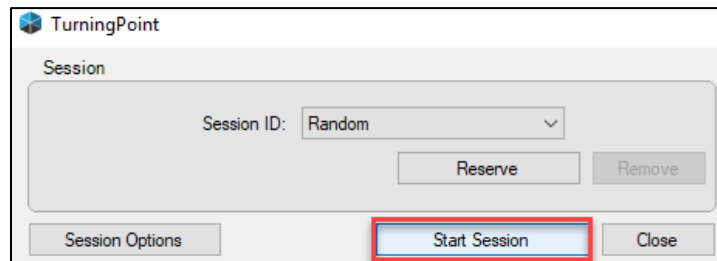 TurningPoint
Session
Session ID: Random
Reserve Remove
Session Options Start Session Close